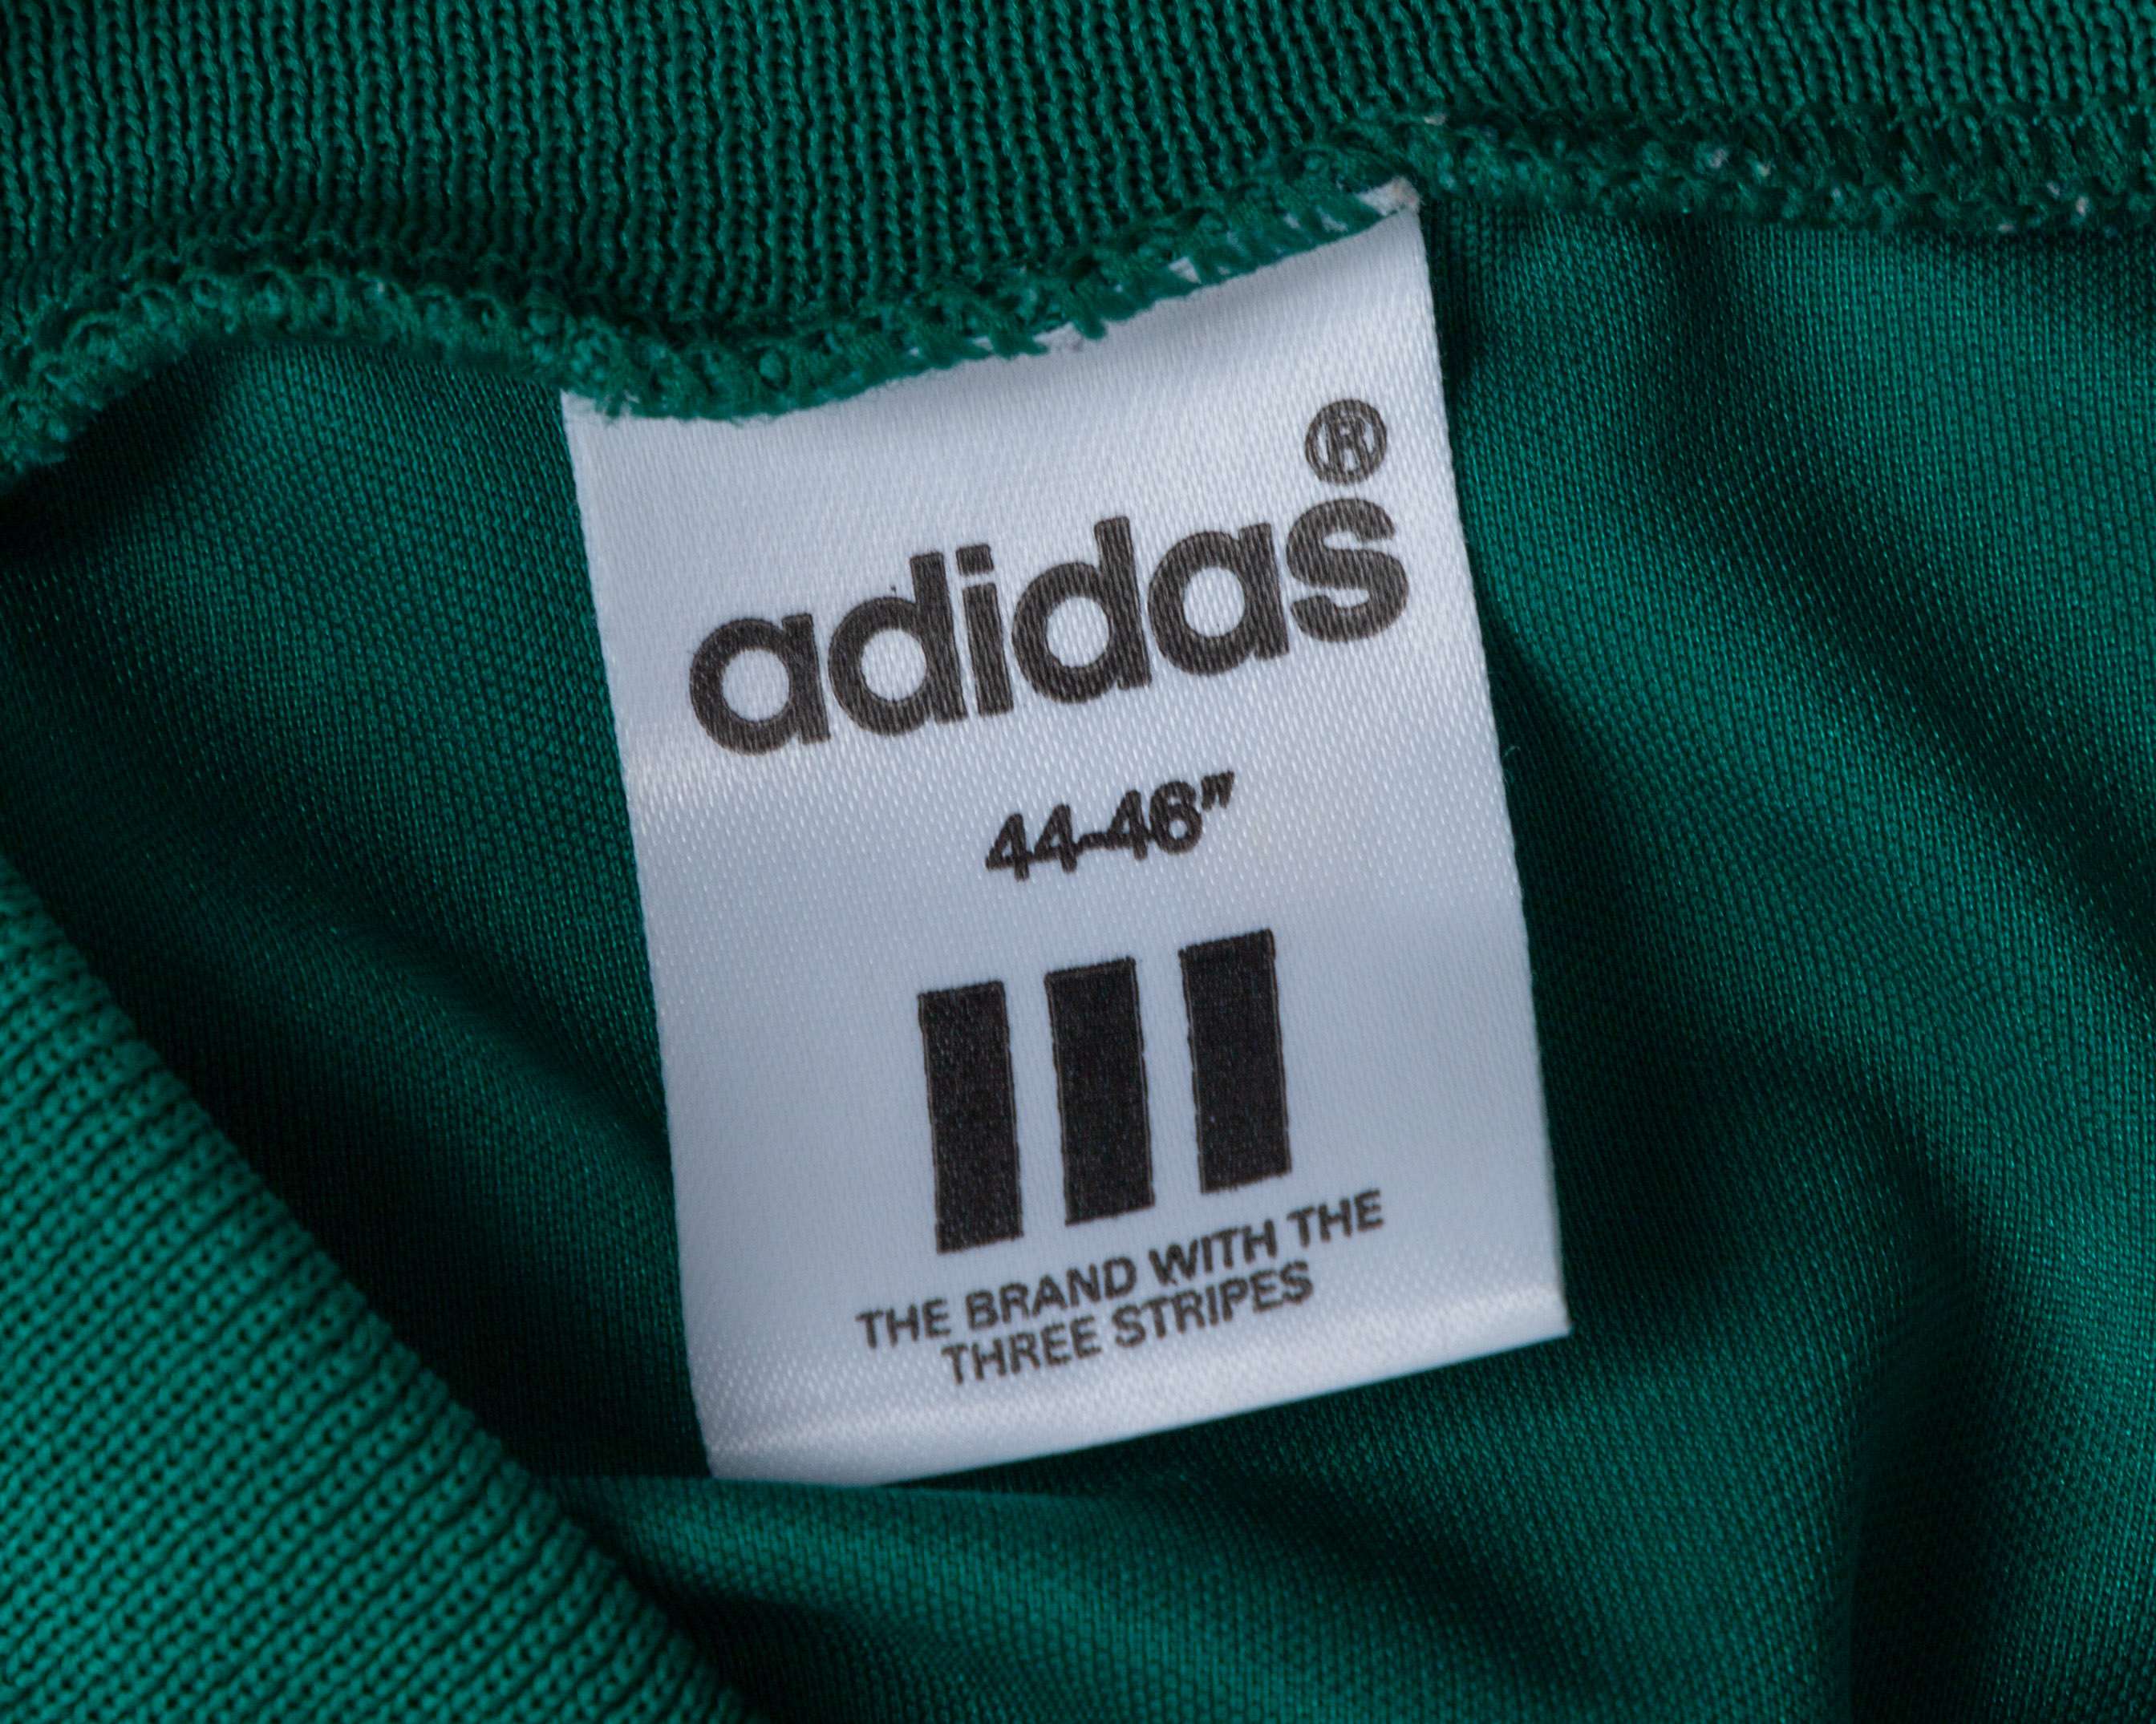 ®
adidas
44-46"
THE BRAND WITH THE
THREE STRIPES